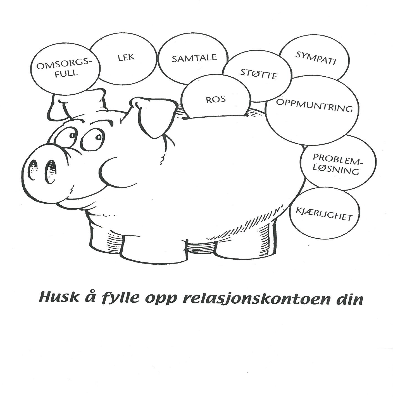 OMSORGS-
FULL
LEK
SAMTALE
STØTTE
SYMPATI
ROS
OPPMUNTRING
PROBLEM-
LØSNING
KJÆRLIGHET
Husk å fylle opp relasjonskontoen din